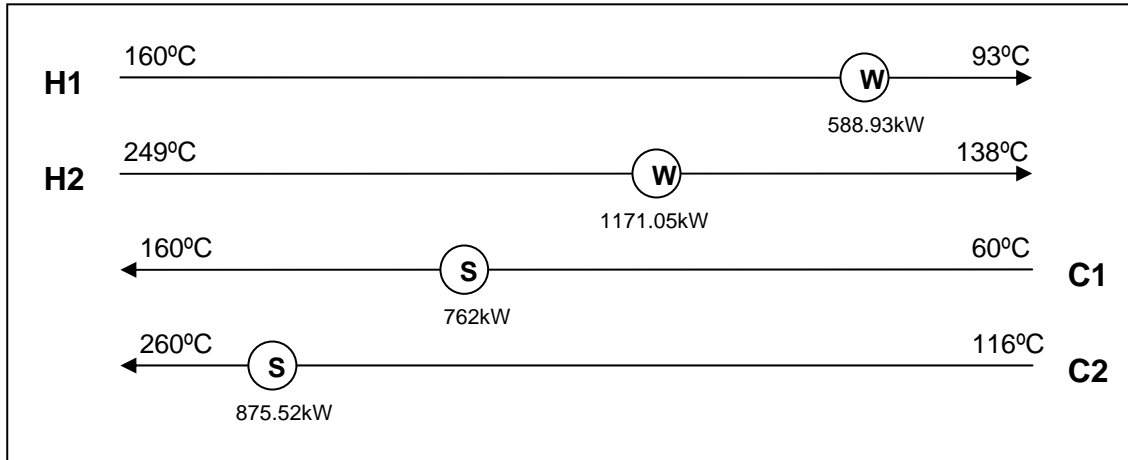 160ºC 93ºC
H1 W
588.93kW
249ºC 138ºC
H2 W
1171.05kW
160ºC 60ºC
S C1
762kW
260ºC 116ºC
S C2
875.52kW